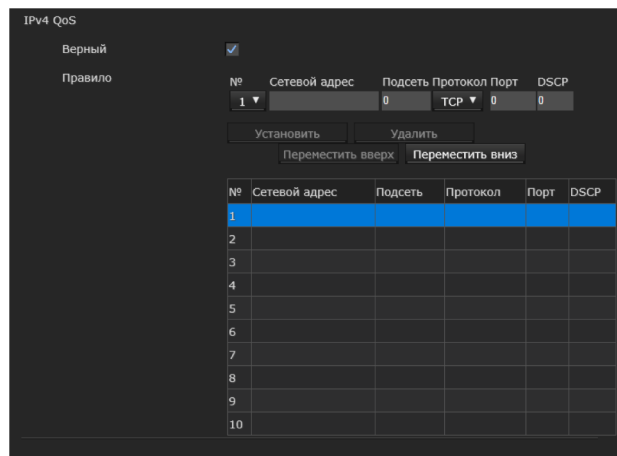 IPv4 QoS
Верный
Правило
№ Сетевой адрес Подсеть Протокол Порт DSCP
1 0 TCP 0 0
Установить Удалить
Переместить вверх Переместить вниз
№ Сетевой адрес Подсеть Протокол Порт DSCP
1
2
3
4
5
6
7
8
9
10